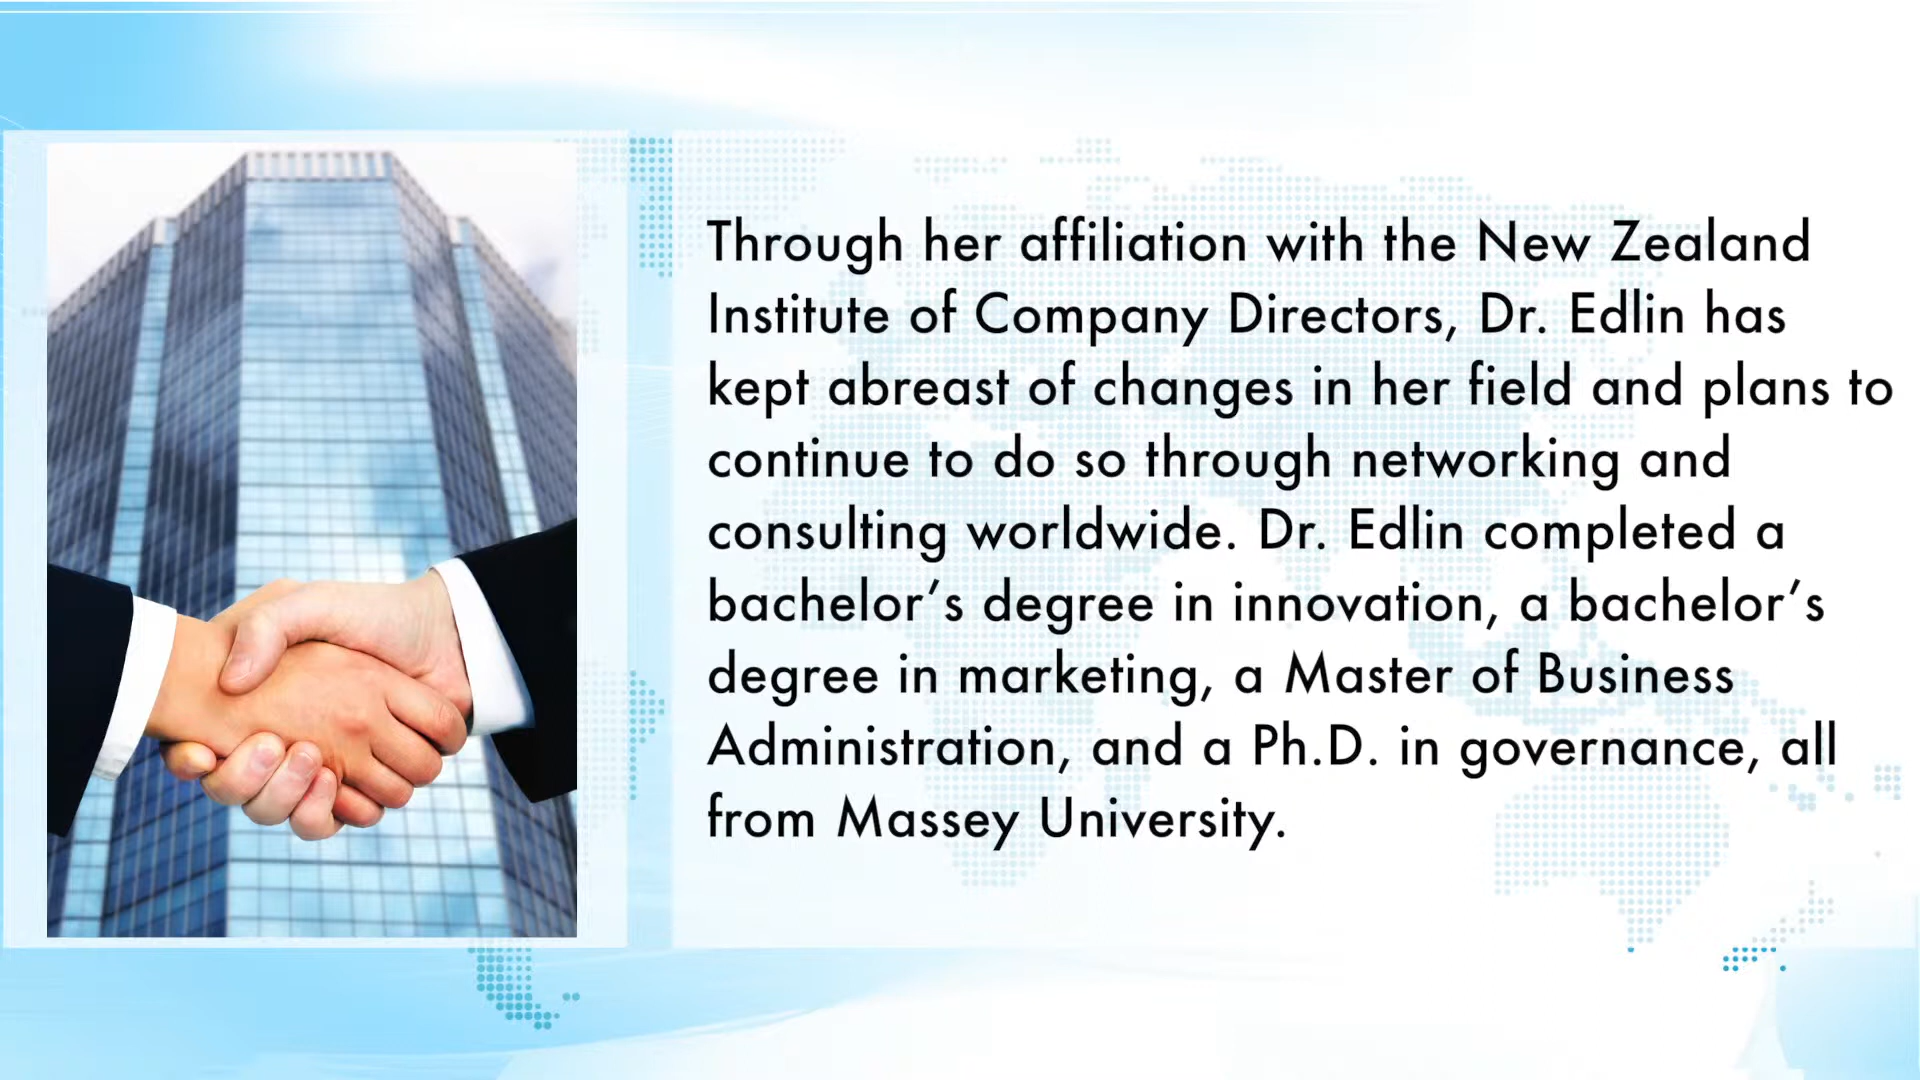 Through her affiliation with the New Zealand
Institute of Company Directors, Dr. Edlin has
kept abreast of changes in her field and plans to
continue to do so through networking and
consulting worldwide. Dr. Edlin completed a
bachelor’s degree in innovation, a bachelor’s
degree in marketing, a Master of Business
Administration, and a Ph.D. in governance, all
from Massey University.